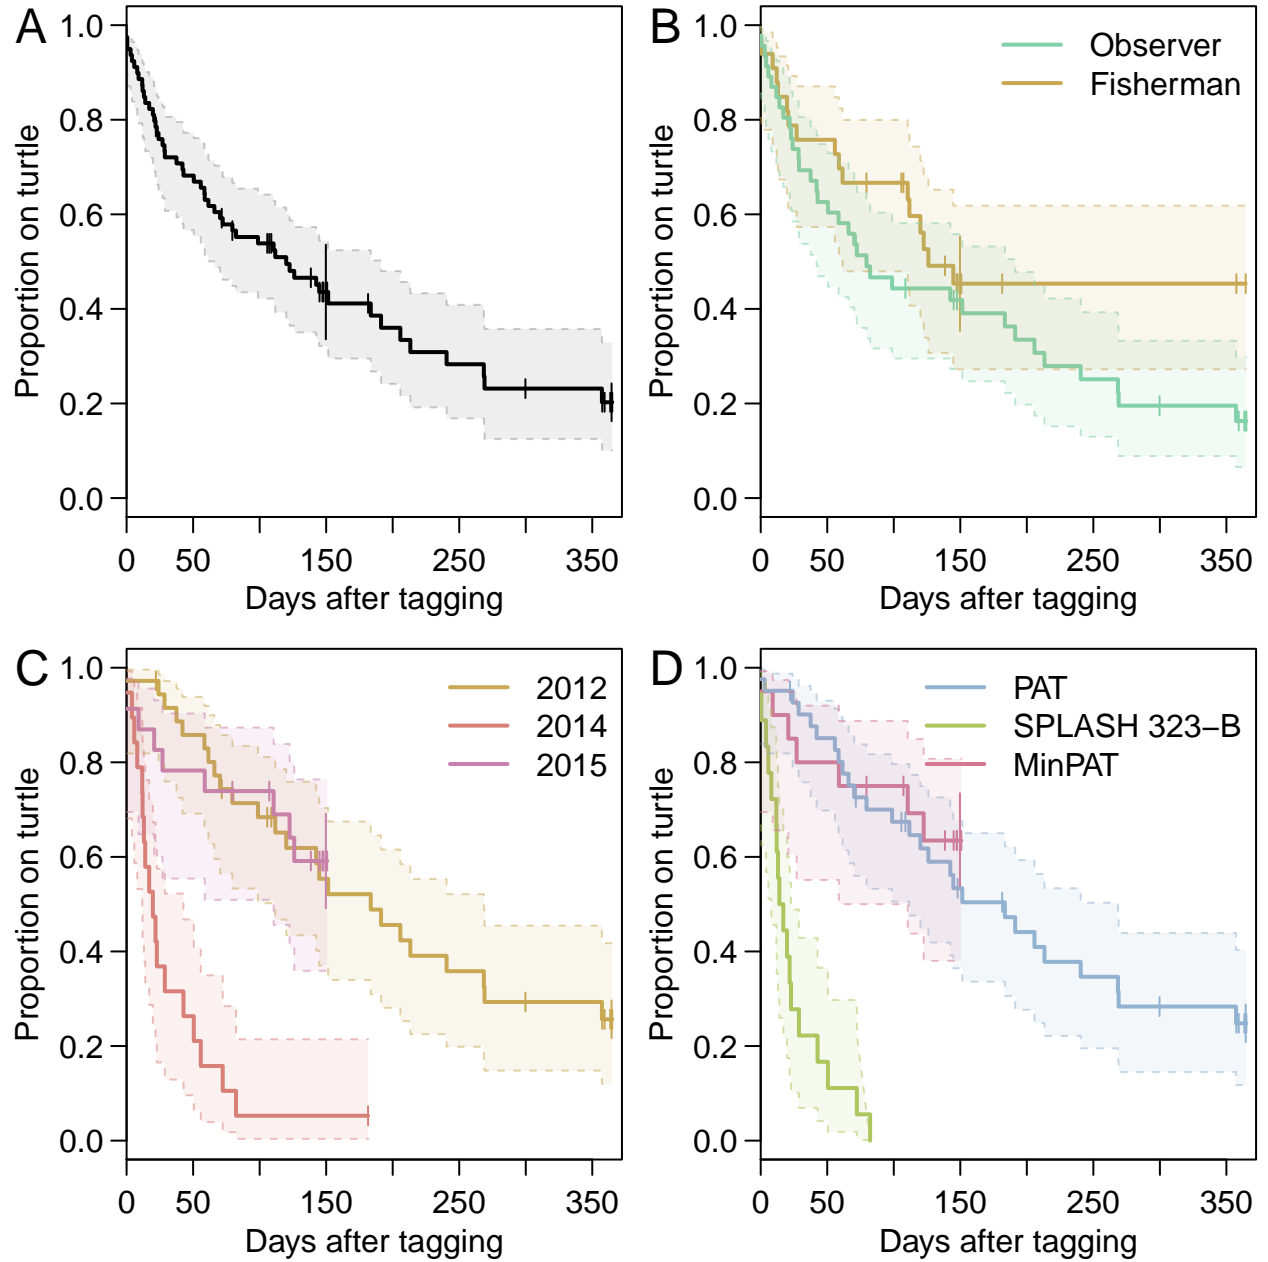 A
Proportion on turtle
1.0
0.8
0.6
0.4
0.2
0.0
0 50 150 250 350
Days after tagging
B
Observer
Fisherman
Proportion on turtle
1.0
0.8
0.6
0.4
0.2
0.0
0 50 150 250 350
Days after tagging
C
2012
2014
2015
Proportion on turtle
1.0
0.8
0.6
0.4
0.2
0.0
0 50 150 250 350
Days after tagging
D
PAT
SPLASH 323−B
MinPAT
Proportion on turtle
1.0
0.8
0.6
0.4
0.2
0.0
0 50 150 250 350
Days after tagging